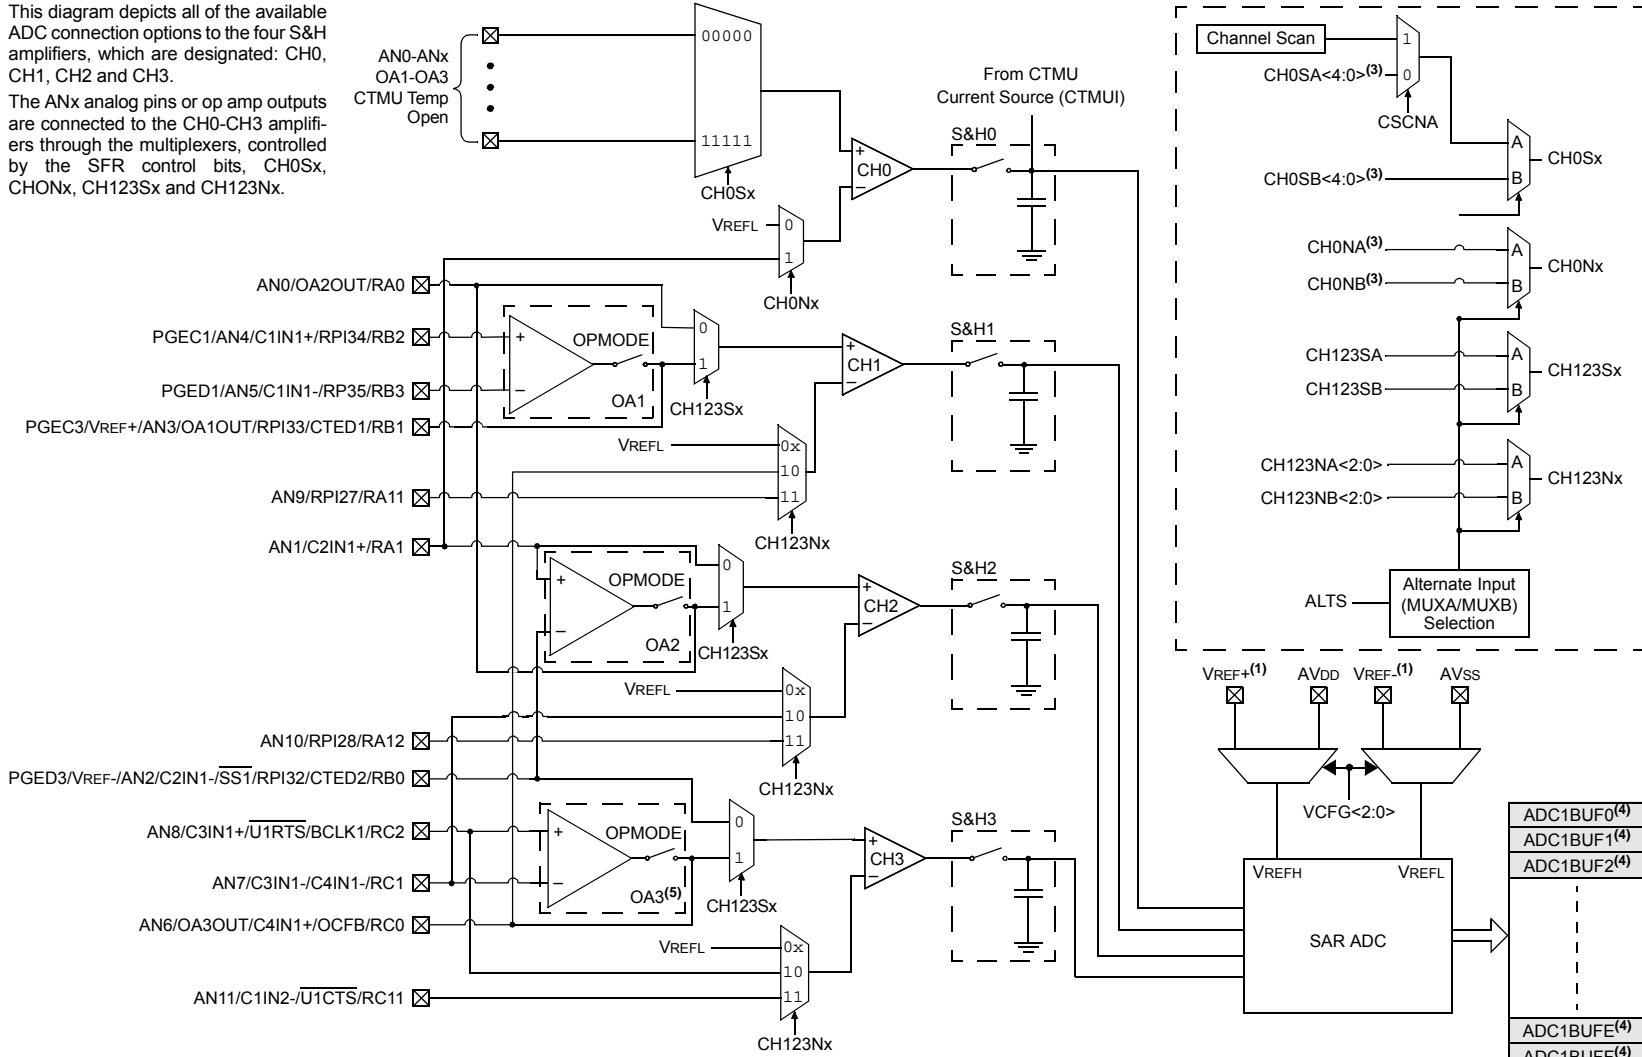 This diagram depicts all of the available
ADC connection options to the four S&H
amplifiers, which are designated: CH0,
CH1, CH2 and CH3.
The ANx analog pins or op amp outputs
are connected to the CH0-CH3 amplifi-
ers through the multiplexers, controlled
by the SFR control bits, CH0Sx,
CHONx, CH123Sx and CH123Nx.
AN0-ANx
OA1-OA3
CTMU Temp
Open
00000
11111
CH0Sx
From CTMU
Current Source (CTMUI)
S&H0
+
CH0
–
VREFL
0
1
CH0Nx
AN0/OA2OUT/RA0
PGEC1/AN4/C1IN1+/RPI34/RB2
PGED1/AN5/C1IN1-/RP35/RB3
PGEC3/VREF+/AN3/OA1OUT/RPI33/CTED1/RB1
+
–
OPMODE
OA1
0
1
CH123Sx
+
CH1
–
S&H1
VREFL
0x
10
11
CH123Nx
AN9/RPI27/RA11
AN1/C2IN1+/RA1
+
–
OPMODE
OA2
0
1
CH123Sx
+
CH2
–
S&H2
VREFL
0x
10
11
CH123Nx
AN10/RPI28/RA12
PGED3/VREF-/AN2/C2IN1-/SS1/RPI32/CTED2/RB0
AN8/C3IN1+/U1RTS/BCLK1/RC2
AN7/C3IN1-/C4IN1-/RC1
AN6/OA3OUT/C4IN1+/OCFB/RC0
+
–
OPMODE
OA3(5)
0
1
CH123Sx
+
CH3
–
S&H3
VREFL
0x
10
11
CH123Nx
AN11/C1IN2-/U1CTS/RC11
Channel Scan
CH0SA<4:0>(3)
1
0
CSCNA
CH0SB<4:0>(3)
A
B
CH0Sx
CH0NA(3)
CH0NB(3)
A
B
CH0Nx
CH123SA
CH123SB
A
B
CH123Sx
CH123NA<2:0>
CH123NB<2:0>
A
B
CH123Nx
ALTS
Alternate Input
(MUXA/MUXB)
Selection
VREF+(1) AVDD VREF-(1) AVSS
VCFG<2:0>
VREFH VREFL
SAR ADC
ADC1BUF0(4)
ADC1BUF1(4)
ADC1BUF2(4)
ADC1BUFE(4)
ADC1BUFF(4)